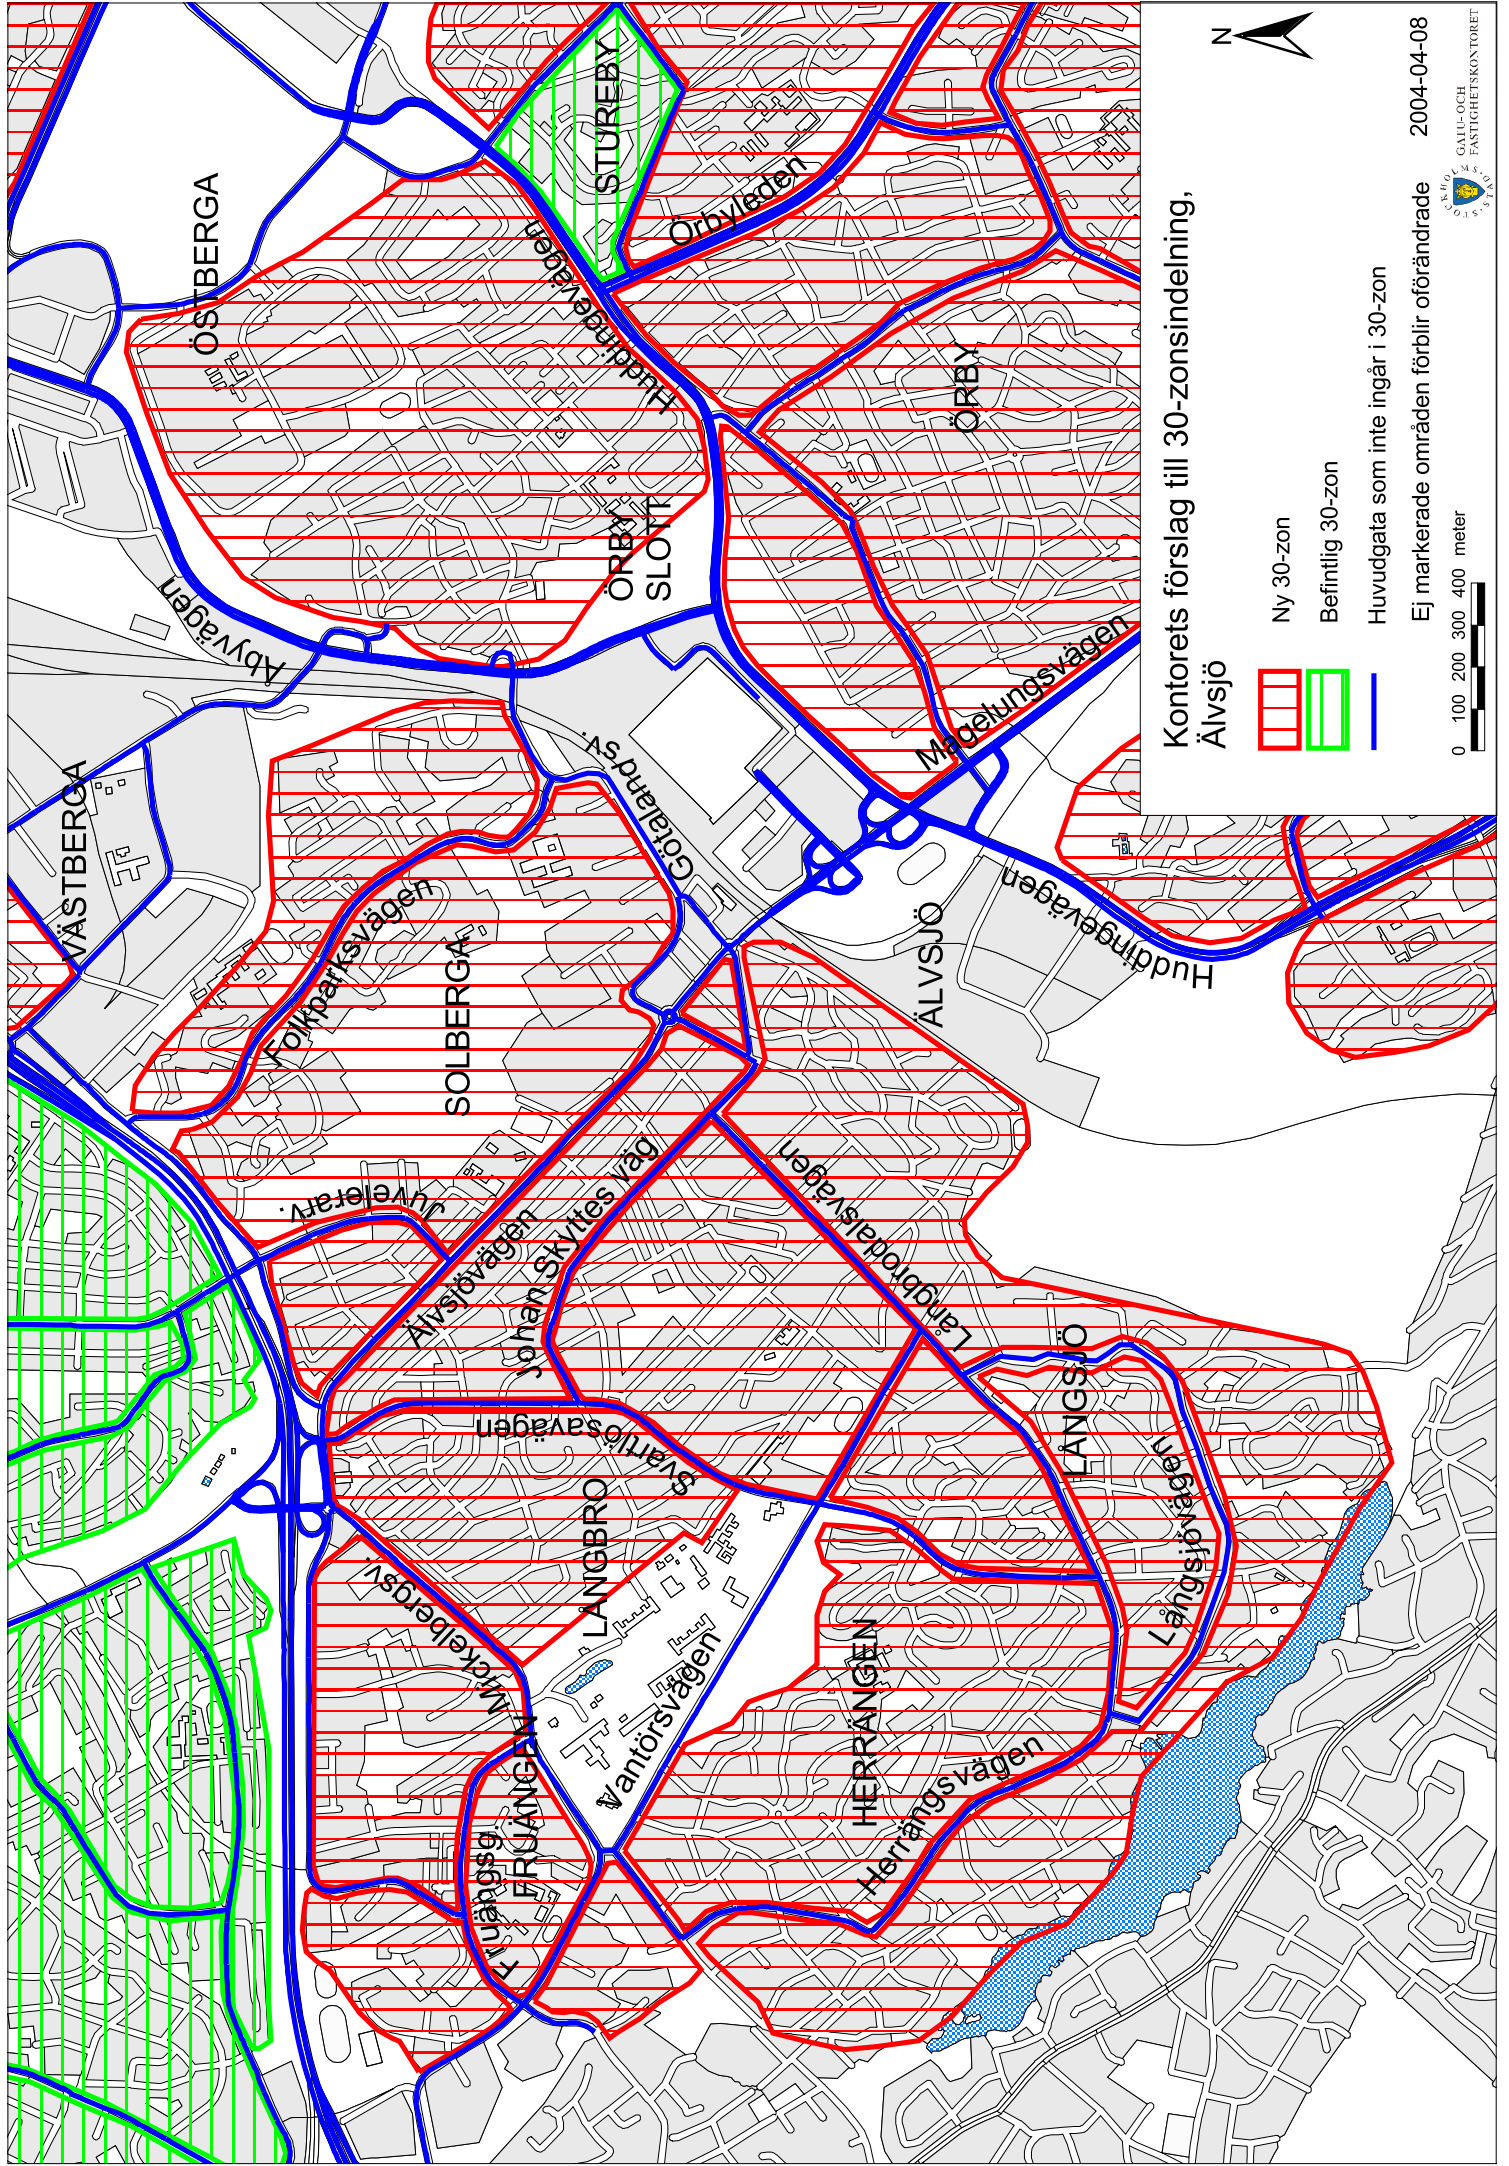 VÄSTBERGA
ÖSTBERGA
STUREBY
Åbyvägen
Huddingevägen
Örbyleden
ÖRBY
SLOTT
ÖRBY
Götalandsv.
Magelungsvägen
Folkparksvägen
SOLBERGA
ÄLVSJÖ
Huddingevägen
Juvelerarv.
Älvsjövägen
Johan Skyttes väg
Långbrodalsvägen
Svartlösavägen
LÅNGBRO
LÅNGSJÖ
Långsjövägen
Mickelbergsv.
FRUÄNGEN
Fruängsg.
Vantörsvägen
HERRÄNGEN
Herrängsvägen
Kontorets förslag till 30-zonsindelning,
Älvsjö
N
Ny 30-zon
Befintlig 30-zon
Huvudgata som inte ingår i 30-zon
Ej markerade områden förblir oförändrade
2004-04-08
0 100 200 300 400 meter
GATU- OCH
FASTIGHETSKONTORET
STOCKHOLMS